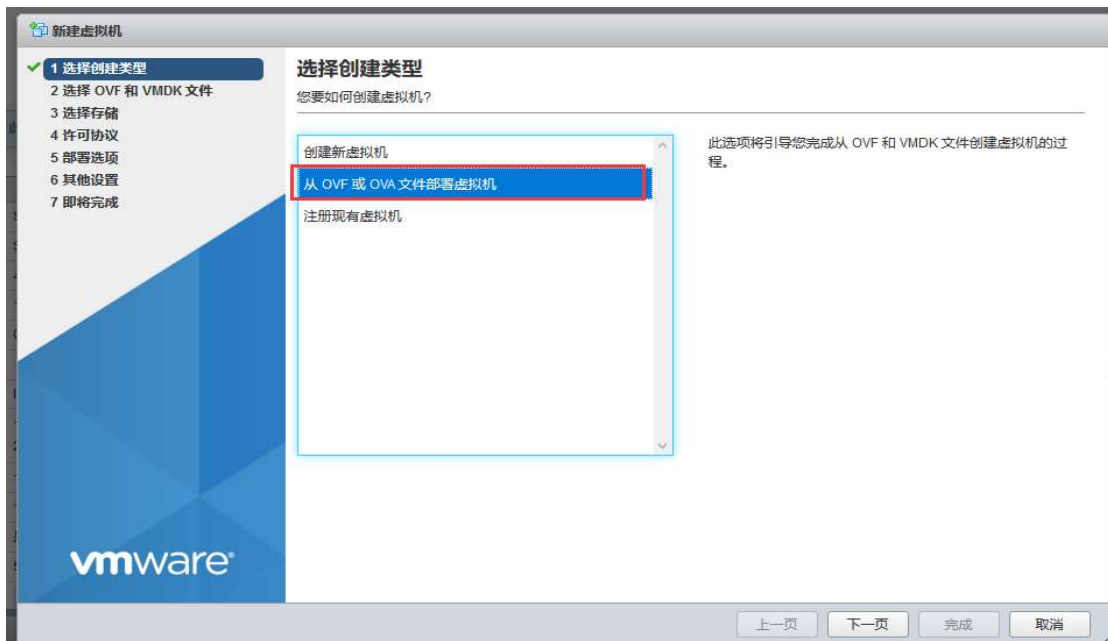 新建虚拟机
1 选择创建类型
2 选择 OVF 和 VMDK 文件
3 选择存储
4 许可协议
5 部署选项
6 其他设置
7 即将完成
选择创建类型
您要如何创建虚拟机?
创建新虚拟机
从 OVF 或 OVA 文件部署虚拟机
注册现有虚拟机
此选项将引导您完成从 OVF 和 VMDK 文件创建虚拟机的过
程。
vmware®
上一页
下一页
完成
取消